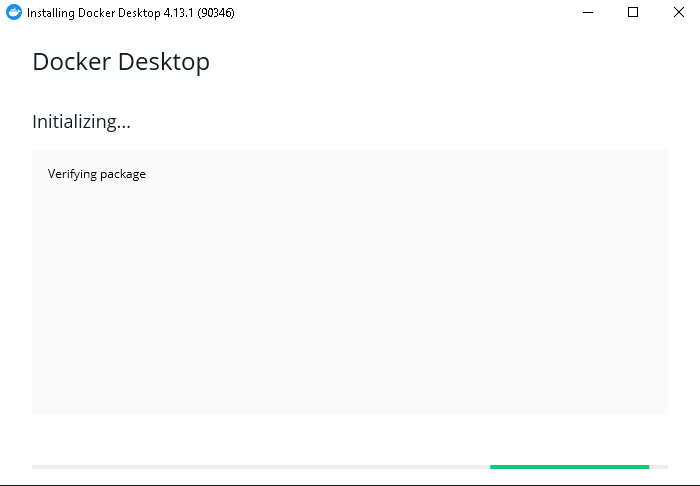 Installing Docker Desktop 4.13.1 (90346)
Docker Desktop
Initializing...
Verifying package